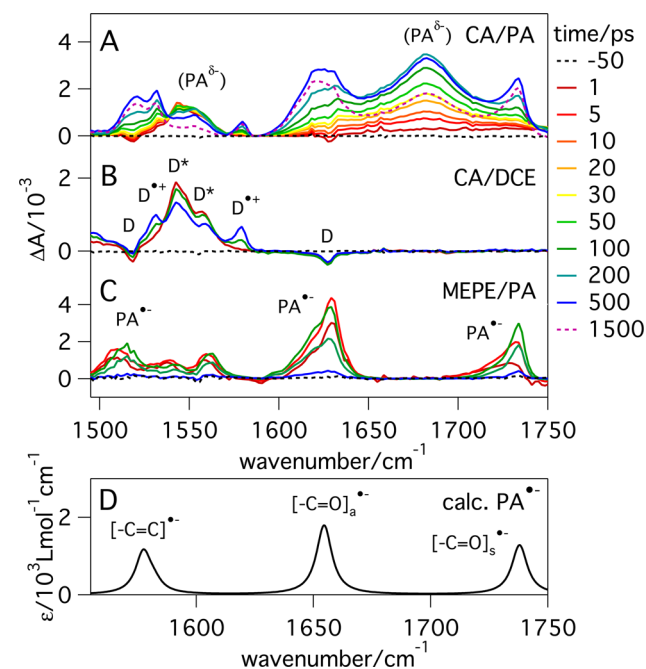 A
(PA^δ-)
(PA^δ-)
CA/PA
time/ps
-50
1
5
10
20
30
50
100
200
500
1500
4
2
0
B
D
D^•+
D*
D*
D^•+
D
CA/DCE
2
0
ΔA/10^-3
C
PA^•-
PA^•-
PA^•-
MEPE/PA
4
2
0
1500 1550 1600 1650 1700 1750
wavenumber/cm^-1
D
[-C=C]^•-
[-C=O]a^•-
[-C=O]s^•-
calc. PA^•-
2
0
ε/10^3Lmol^-1cm^-1
1600 1650 1700 1750
wavenumber/cm^-1